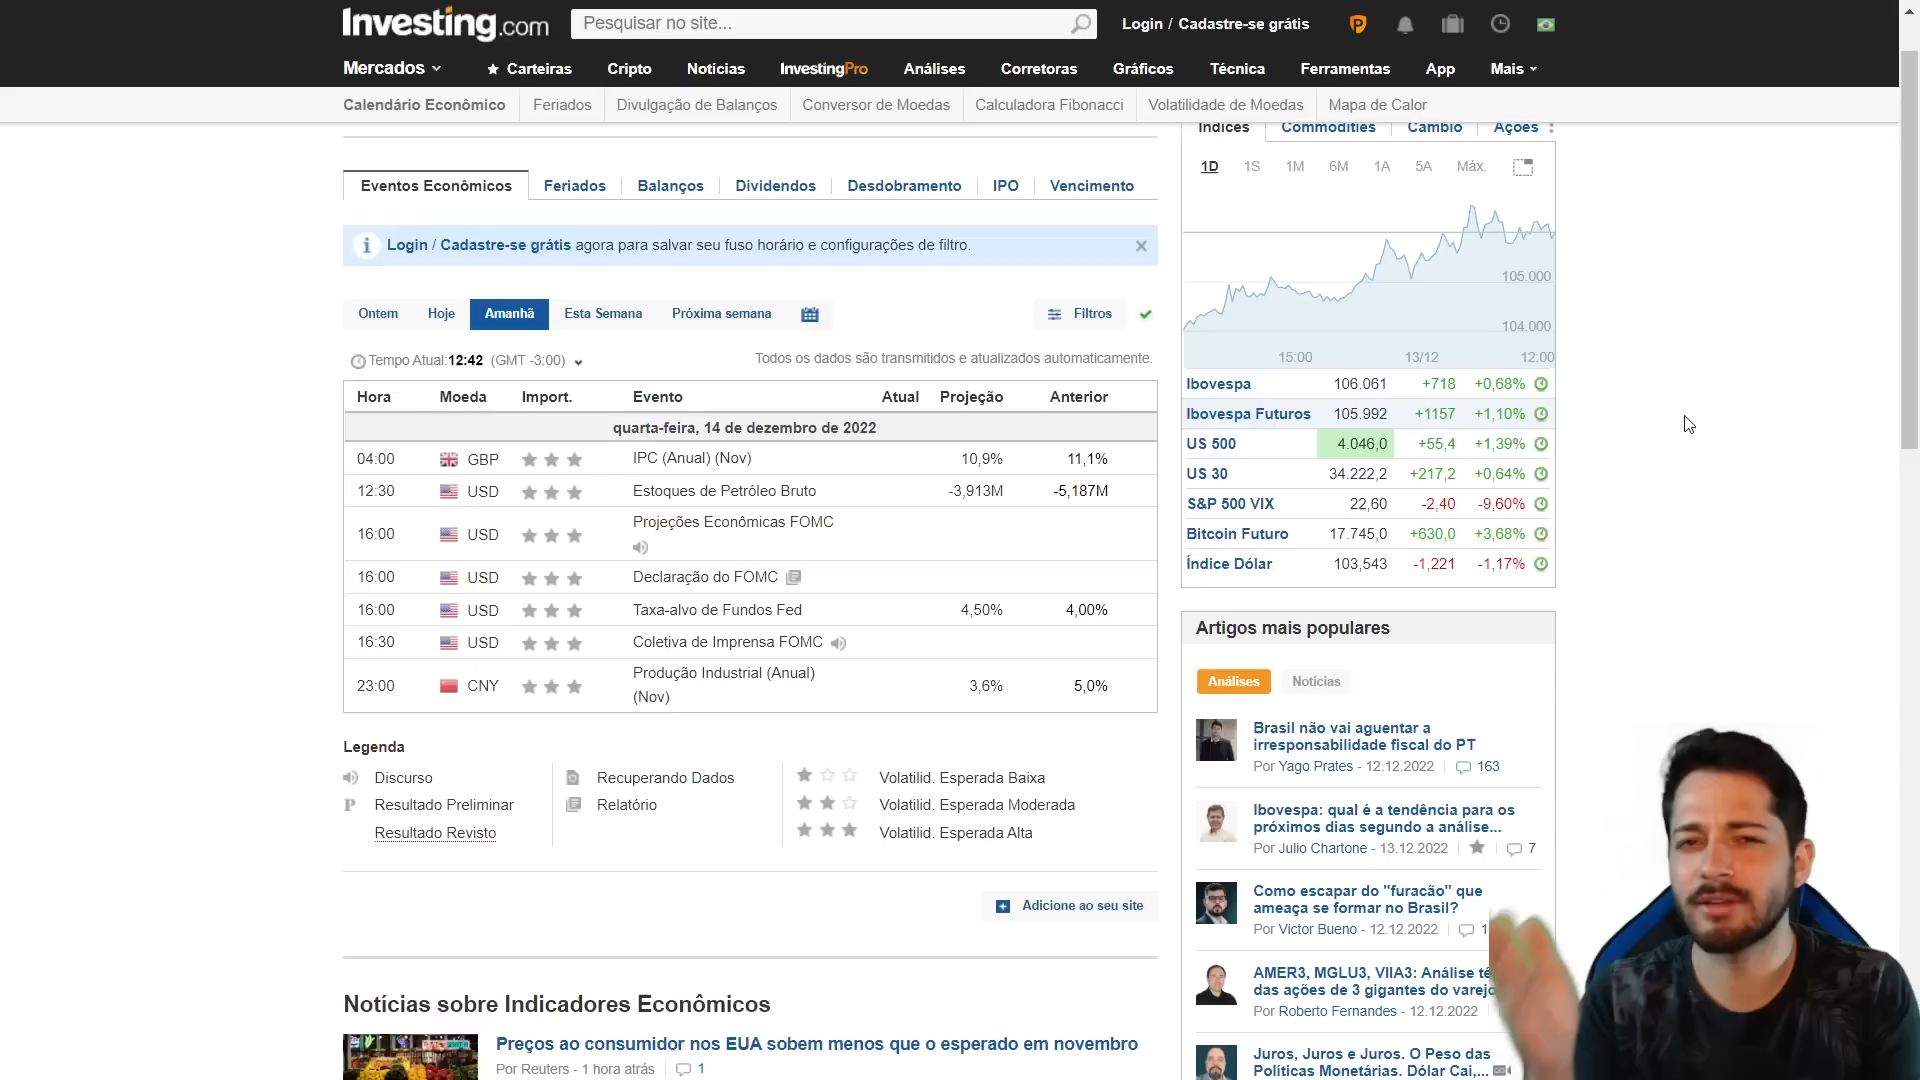 Investing.com
Pesquisar no site...
Login / Cadastre-se grátis
Mercados
Carteiras
Cripto
Notícias
InvestingPro
Análises
Corretoras
Gráficos
Técnica
Ferramentas
App
Mais
Calendário Econômico
Feriados
Divulgação de Balanços
Conversor de Moedas
Calculadora Fibonacci
Volatilidade de Moedas
Mapa de Calor
Eventos Econômicos
Feriados
Balanços
Dividendos
Desdobramento
IPO
Vencimento
Login / Cadastre-se grátis agora para salvar seu fuso horário e configurações de filtro.
Ontem
Hoje
Amanhã
Esta Semana
Próxima semana
Filtros
Tempo Atual:12:42 (GMT -3:00)
Todos os dados são transmitidos e atualizados automaticamente.
Hora Moeda Import. Evento Atual Projeção Anterior
quarta-feira, 14 de dezembro de 2022
04:00 GBP IPC (Anual) (Nov) 10,9% 11,1%
12:30 USD Estoques de Petróleo Bruto -3,913M -5,187M
16:00 USD Projeções Econômicas FOMC
16:00 USD Declaração do FOMC
16:00 USD Taxa-alvo de Fundos Fed 4,50% 4,00%
16:30 USD Coletiva de Imprensa FOMC
23:00 CNY Produção Industrial (Anual)
(Nov) 3,6% 5,0%
Legenda
Discurso
P Resultado Preliminar
Resultado Revisto
Recuperando Dados
Relatório
Volatilid. Esperada Baixa
Volatilid. Esperada Moderada
Volatilid. Esperada Alta
Adicione ao seu site
Notícias sobre Indicadores Econômicos
Preços ao consumidor nos EUA sobem menos que o esperado em novembro
Por Reuters - 1 hora atrás 1
Índices
Commodities
Câmbio
Ações
1D 1S 1M 6M 1A 5A Máx.
105.000
104.000
15:00 13/12 12:00
Ibovespa 106.061 +718 +0,68%
Ibovespa Futuros 105.992 +1157 +1,10%
US 500 4.046,0 +55,4 +1,39%
US 30 34.222,2 +217,2 +0,64%
S&P 500 VIX 22,60 -2,40 -9,60%
Bitcoin Futuro 17.745,0 +630,0 +3,68%
Índice Dólar 103,543 -1,221 -1,17%
Artigos mais populares
Análises
Notícias
Brasil não vai aguentar a
irresponsabilidade fiscal do PT
Por Yago Prates - 12.12.2022 163
Ibovespa: qual é a tendência para os
próximos dias segundo a análise...
Por Julio Chartone - 13.12.2022 7
Como escapar do "furacão" que
ameaça se formar no Brasil?
Por Victor Bueno - 12.12.2022
AMER3, MGLU3, VIIA3: Análise
das ações de 3 gigantes do varejo
Por Roberto Fernandes - 12.12.2022
Juros, Juros e Juros. O Peso das
Políticas Monetárias. Dólar Cai,...